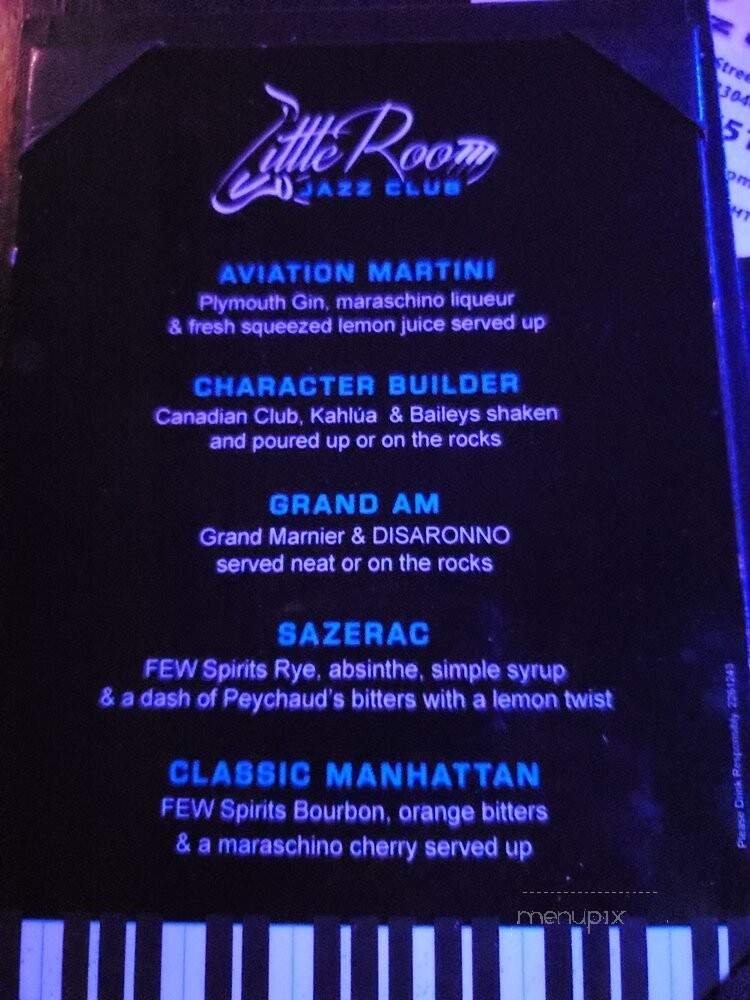 Little Room
JAZZ CLUB
AVIATION MARTINI
Plymouth Gin, maraschino liqueur
& fresh squeezed lemon juice served up
CHARACTER BUILDER
Canadian Club, Kahlúa & Baileys shaken
and poured up or on the rocks
GRAND AM
Grand Marnier & DISARONNO
served neat or on the rocks
SAZERAC
FEW Spirits Rye, absinthe, simple syrup
& a dash of Peychaud's bitters with a lemon twist
CLASSIC MANHATTAN
FEW Spirits Bourbon, orange bitters
& a maraschino cherry served up
Please Drink Responsibly 2261243
menupix